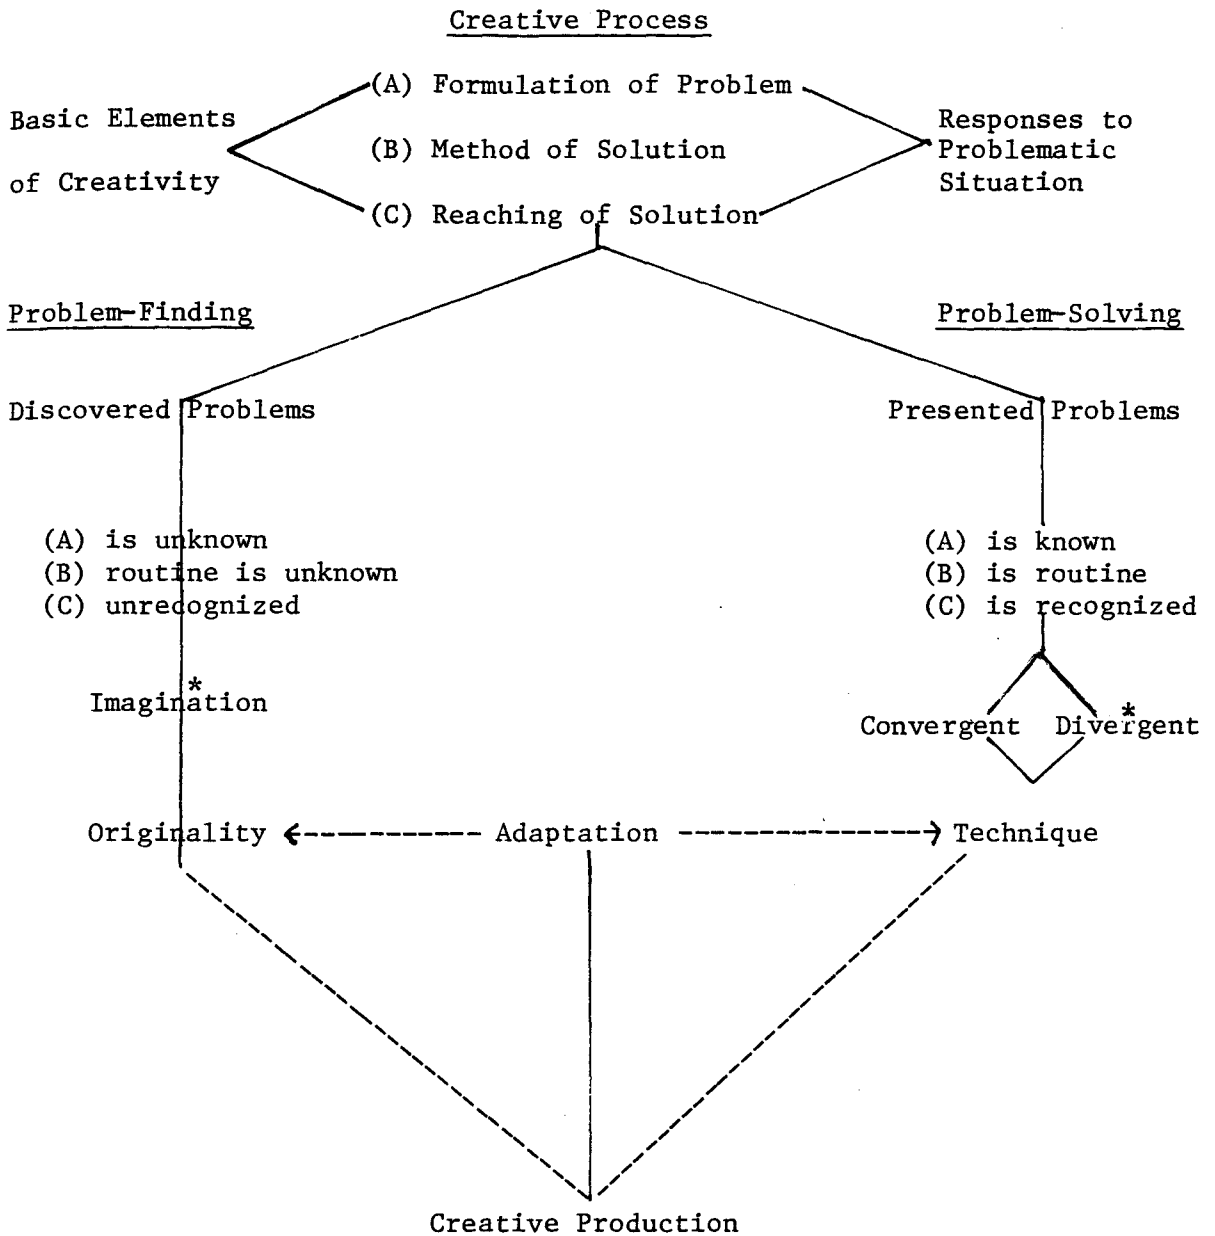 Creative Process
(A) Formulation of Problem
Basic Elements
of Creativity
(B) Method of Solution
(C) Reaching of Solution
Responses to
Problematic
Situation
Problem-Finding
Problem-Solving
Discovered Problems
Presented Problems
(A) is unknown
(B) routine is unknown
(C) unrecognized
(A) is known
(B) is routine
(C) is recognized
*
Imagination
*
Convergent Divergent
Originality Adaptation Technique
Creative Production